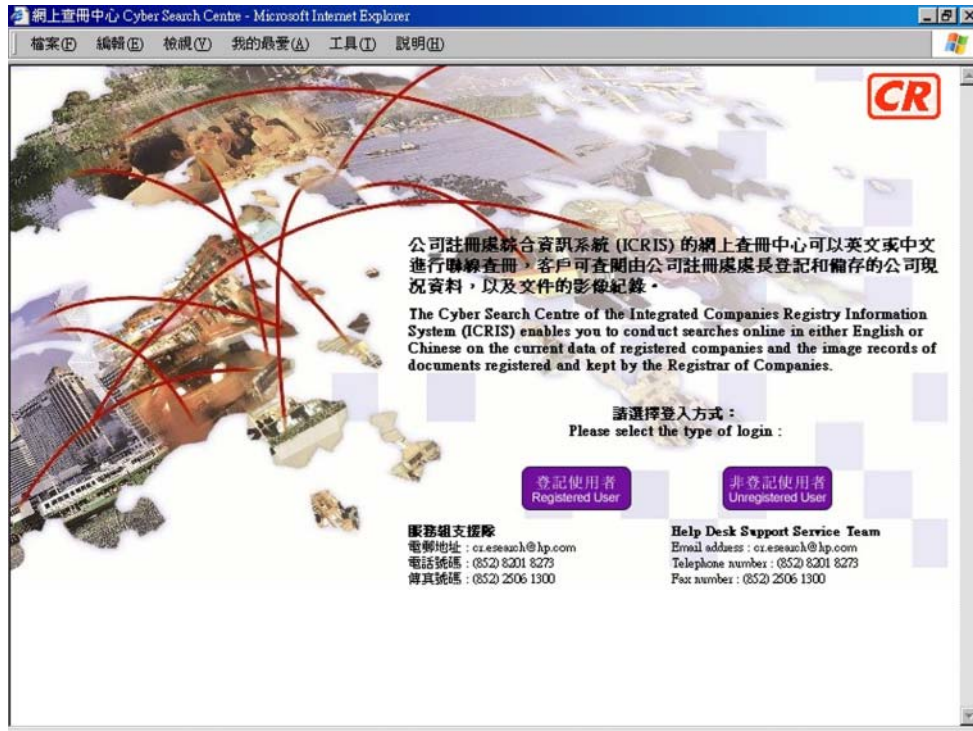 網上查冊中心 Cyber Search Centre - Microsoft Internet Explorer
檔案(F) 編輯(E) 檢視(V) 我的最愛(A) 工具(T) 說明(H)
CR
公司註冊處綜合資訊系統 (ICRIS) 的網上查冊中心可以英文或中文
進行聯線查冊，客戶可查閱由公司註冊處處長登記和儲存的公司現
況資料，以及文件的影像紀錄。
The Cyber Search Centre of the Integrated Companies Registry Information
System (ICRIS) enables you to conduct searches online in either English or
Chinese on the current data of registered companies and the image records of
documents registered and kept by the Registrar of Companies.
請選擇登入方式：
Please select the type of login :
登記使用者
Registered User
非登記使用者
Unregistered User
服務組支援隊
電郵地址 : cr.esearch@hp.com
電話號碼 : (852) 8201 8273
傳真號碼 : (852) 2506 1300
Help Desk Support Service Team
Email address : cr.esearch@hp.com
Telephone number : (852) 8201 8273
Fax number : (852) 2506 1300